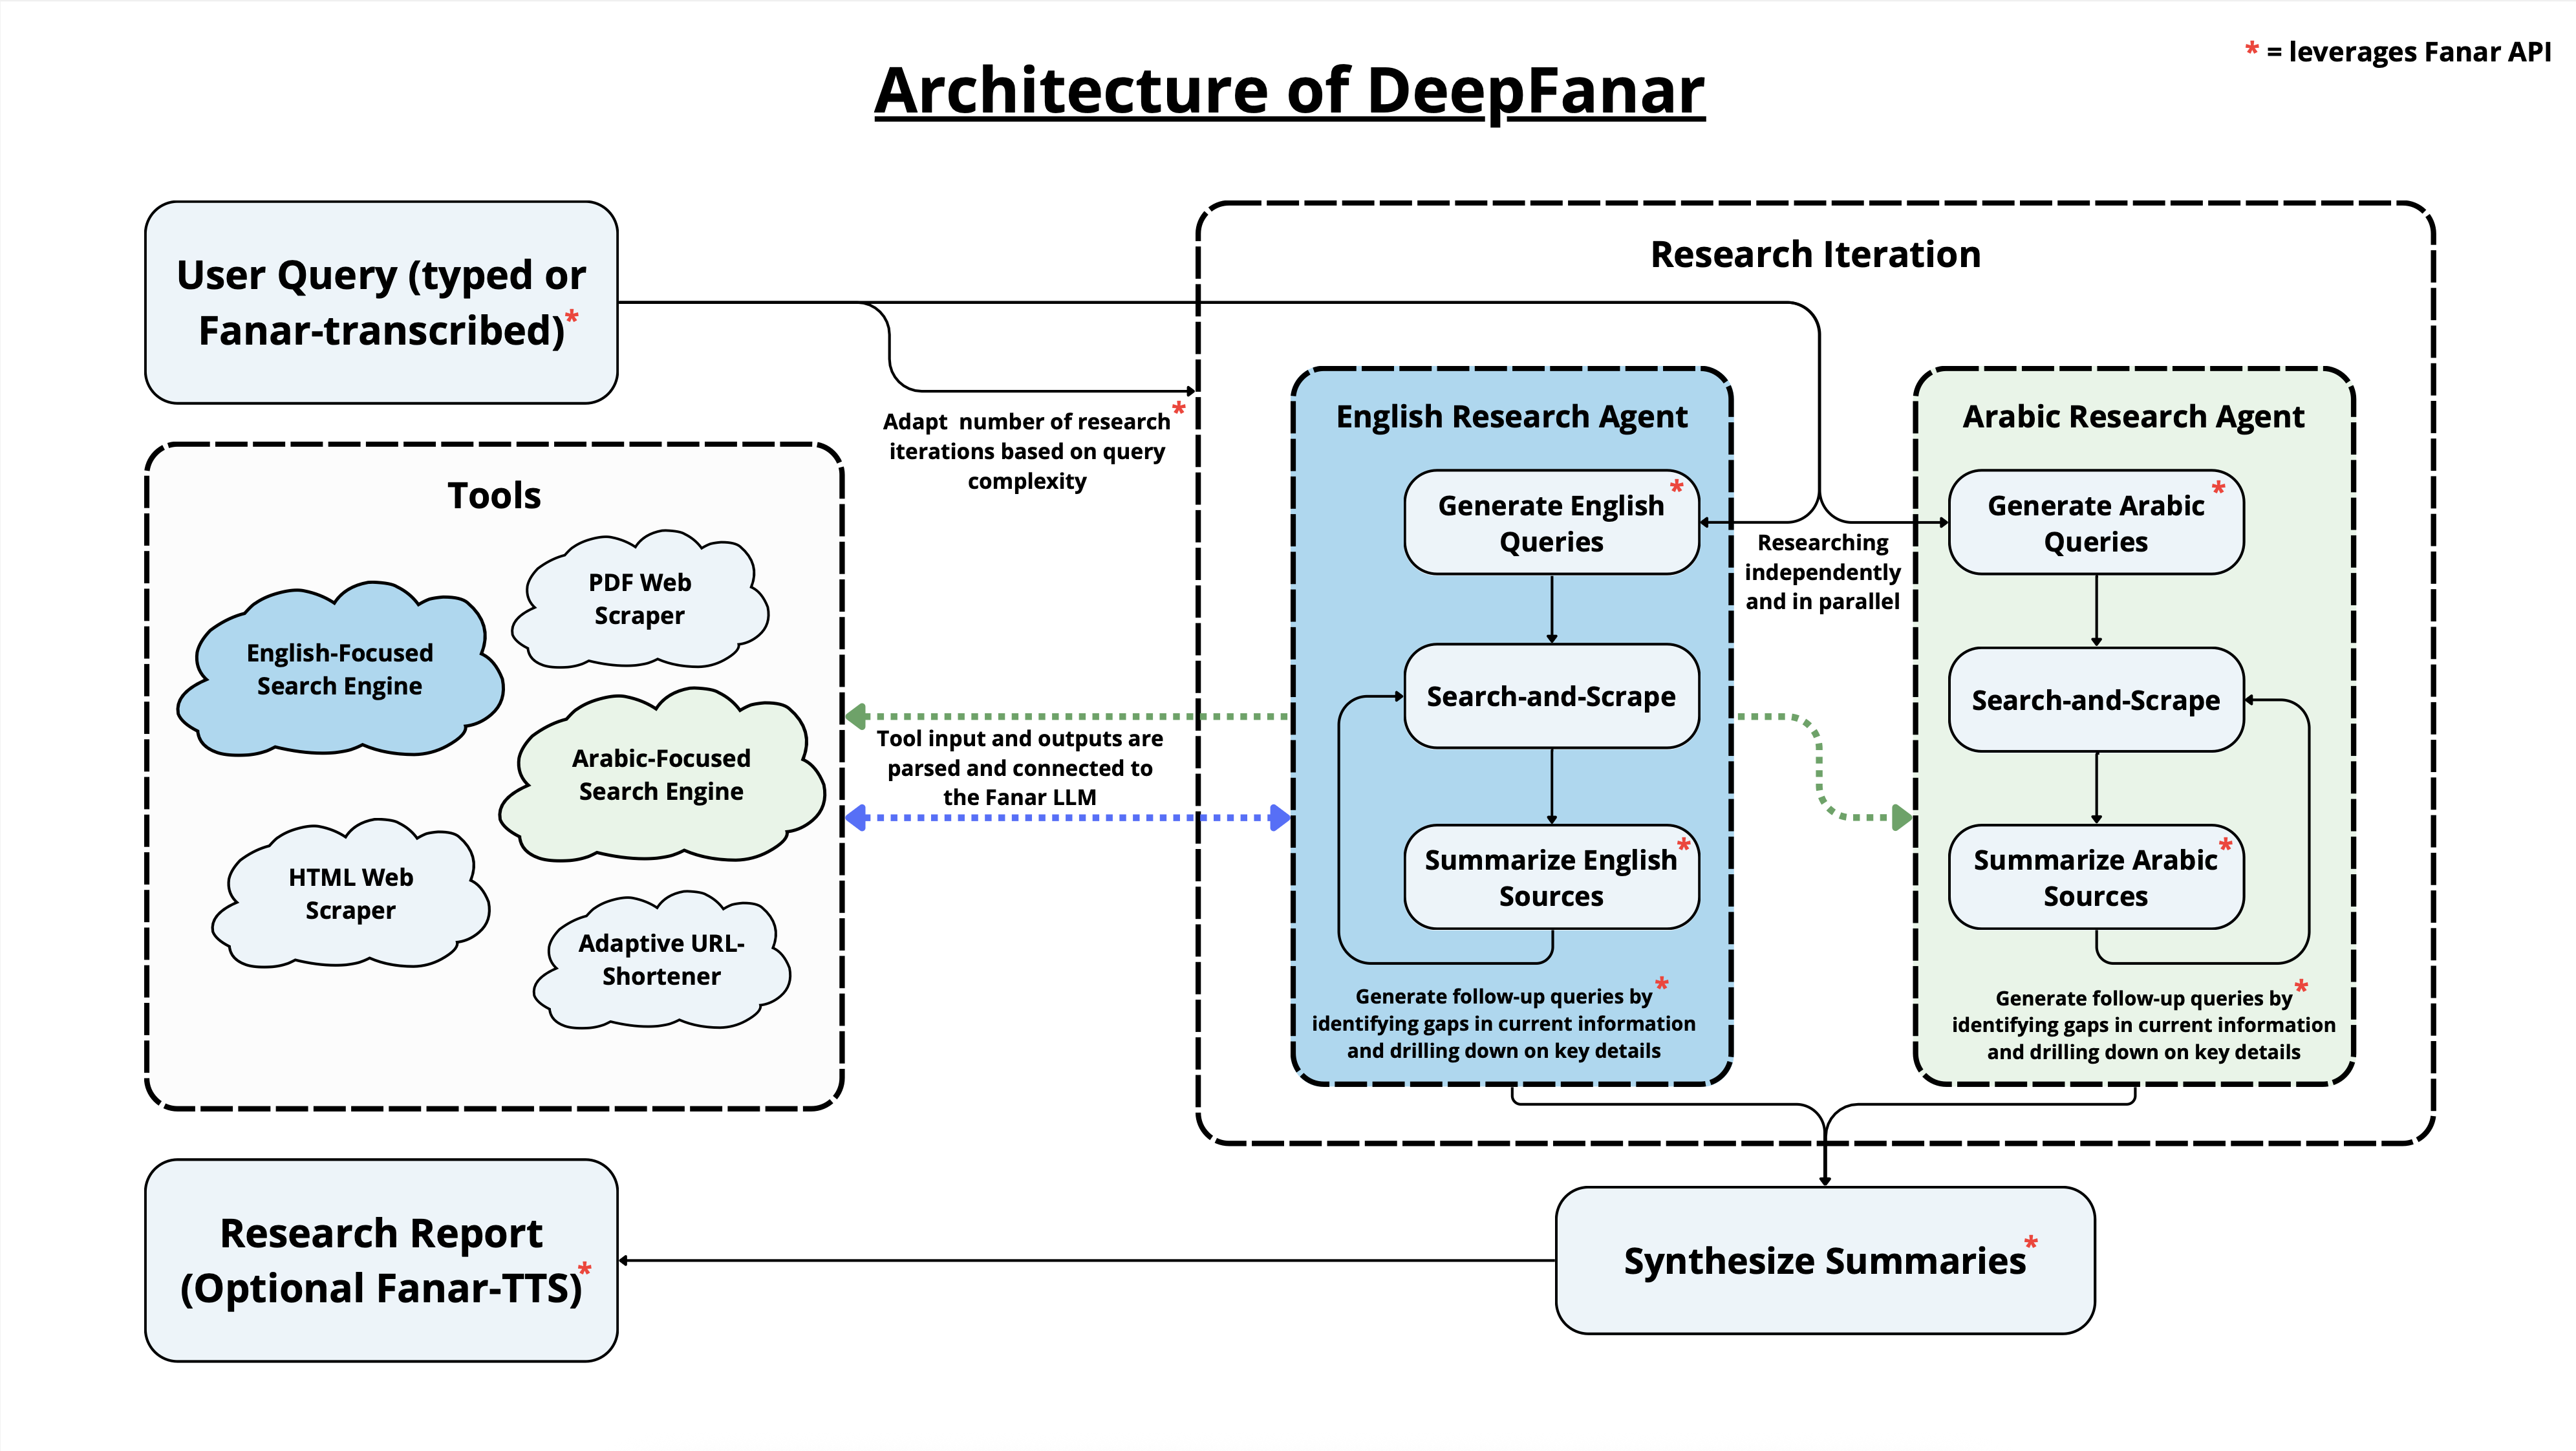 * = leverages Fanar API
Architecture of DeepFanar
User Query (typed or
Fanar-transcribed)*
Adapt number of research*
iterations based on query
complexity
Tools
PDF Web
Scraper
English-Focused
Search Engine
Arabic-Focused
Search Engine
HTML Web
Scraper
Adaptive URL-
Shortener
Tool input and outputs are
parsed and connected to
the Fanar LLM
Research Iteration
English Research Agent
Generate English*
Queries
Search-and-Scrape
Summarize English*
Sources
Generate follow-up queries by*
identifying gaps in current information
and drilling down on key details
Researching
independently
and in parallel
Arabic Research Agent
Generate Arabic*
Queries
Search-and-Scrape
Summarize Arabic*
Sources
Generate follow-up queries by*
identifying gaps in current information
and drilling down on key details
Synthesize Summaries*
Research Report
(Optional Fanar-TTS)*